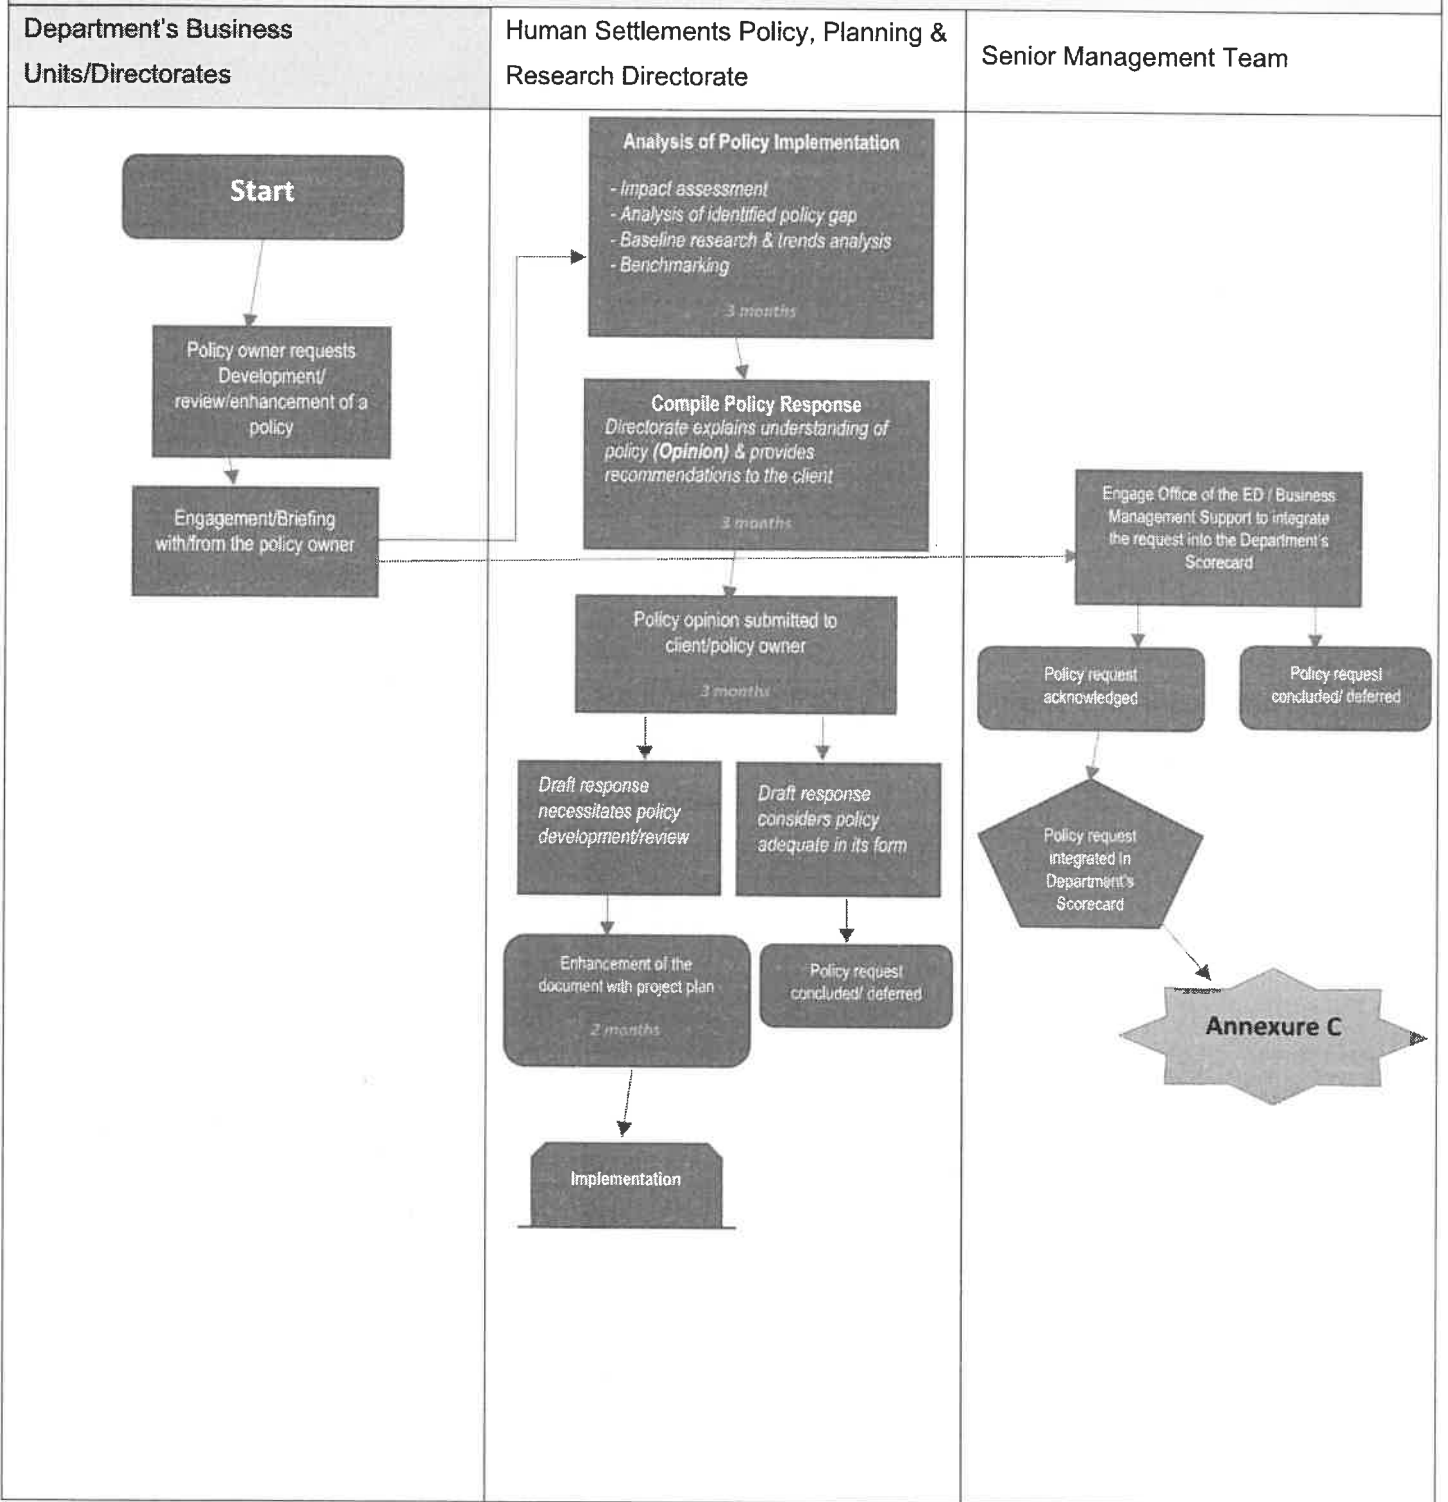 Department's Business
Units/Directorates
Human Settlements Policy, Planning &
Research Directorate
Senior Management Team
Start
Policy owner requests
Development/
review/enhancement of a
policy
Engagement/Briefing
with/from the policy owner
Analysis of Policy Implementation
- Impact assessment
- Analysis of identified policy gap
- Baseline research & trends analysis
- Benchmarking
3 months
Compile Policy Response
Directorate explains understanding of
policy (Opinion) & provides
recommendations to the client
3 months
Policy opinion submitted to
client/policy owner
3 months
Draft response
necessitates policy
development/review
Draft response
considers policy
adequate in its form
Enhancement of the
document with project plan
2 months
Policy request
concluded/ deferred
Implementation
Engage Office of the ED / Business
Management Support to integrate
the request into the Department's
Scorecard
Policy request
acknowledged
Policy request
concluded/ deferred
Policy request
integrated in
Department's
Scorecard
Annexure C